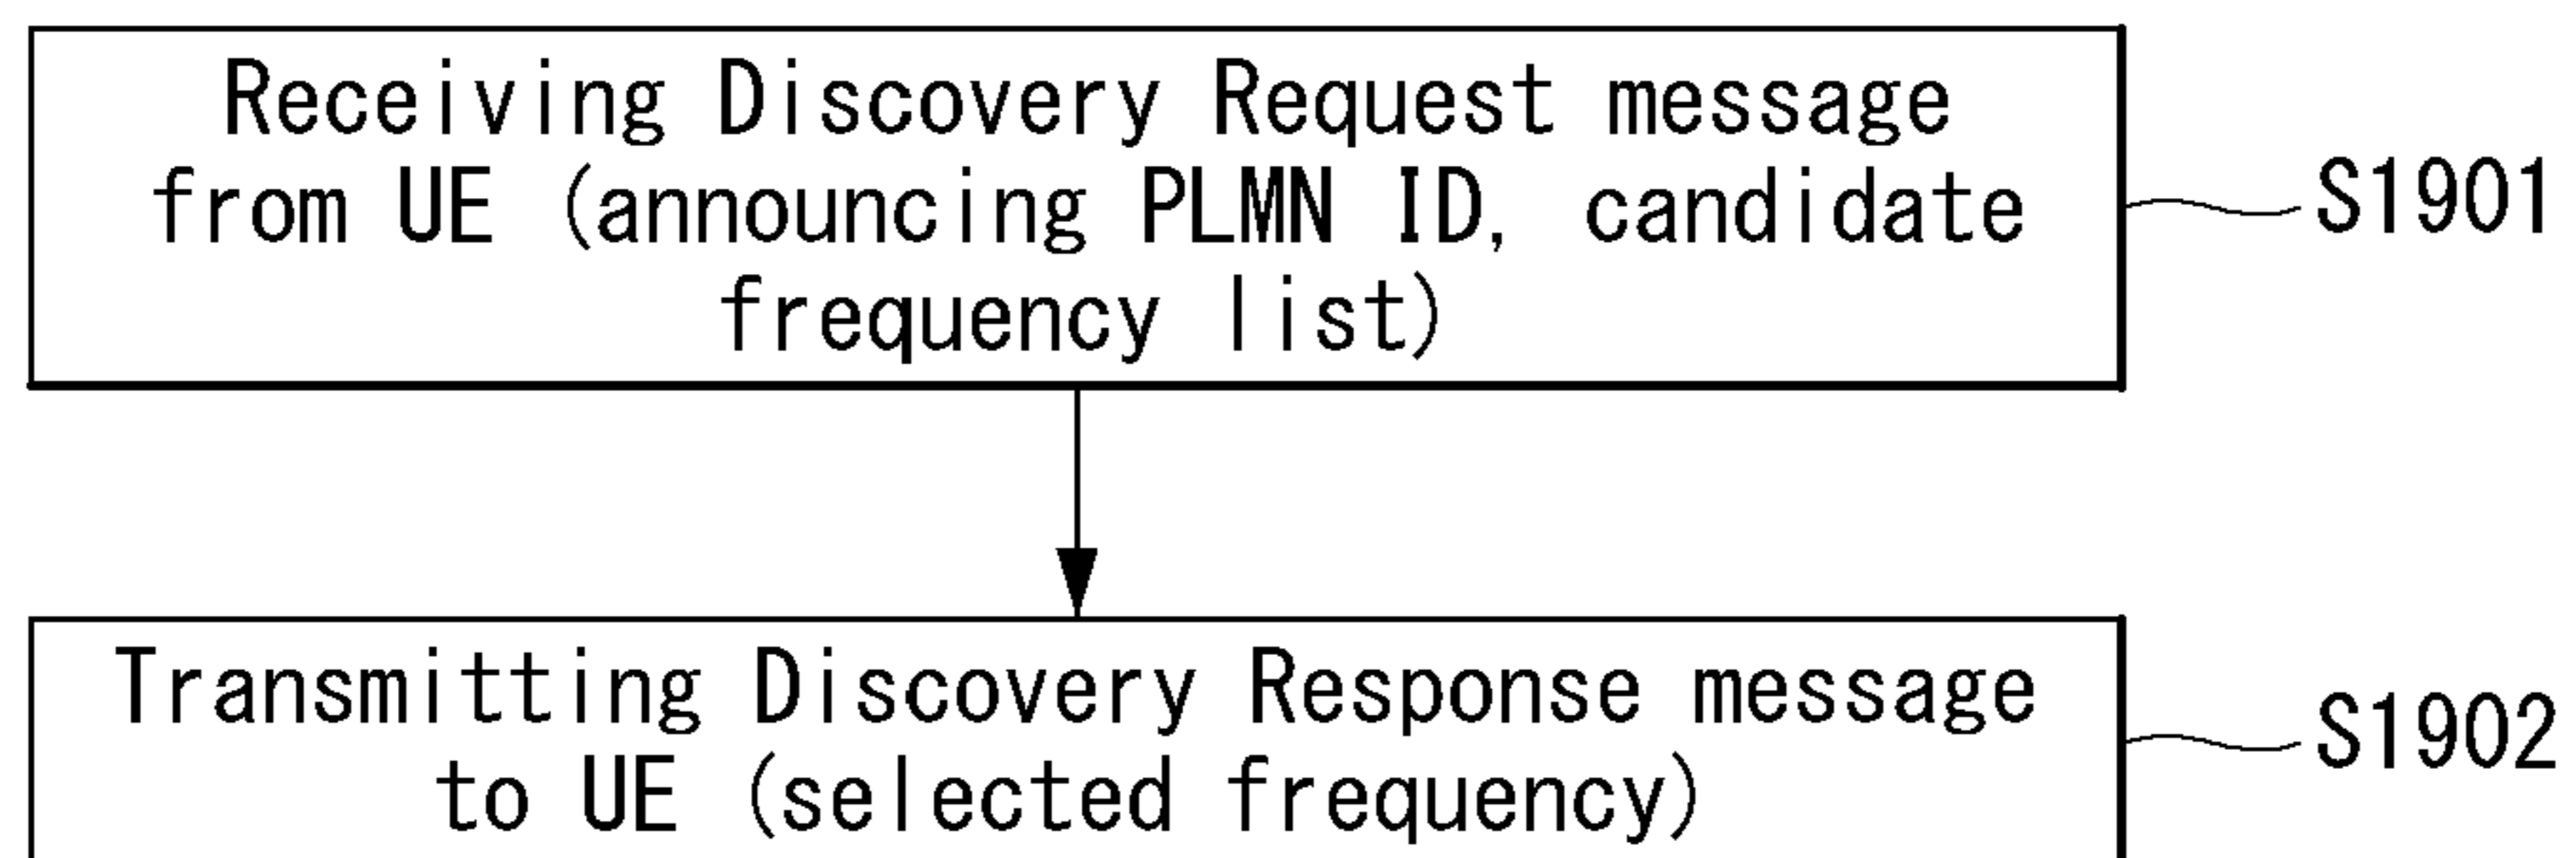 Receiving Discovery Request message
from UE (announcing PLMN ID, candidate
frequency list)
S1901
Transmitting Discovery Response message
to UE (selected frequency)
S1902